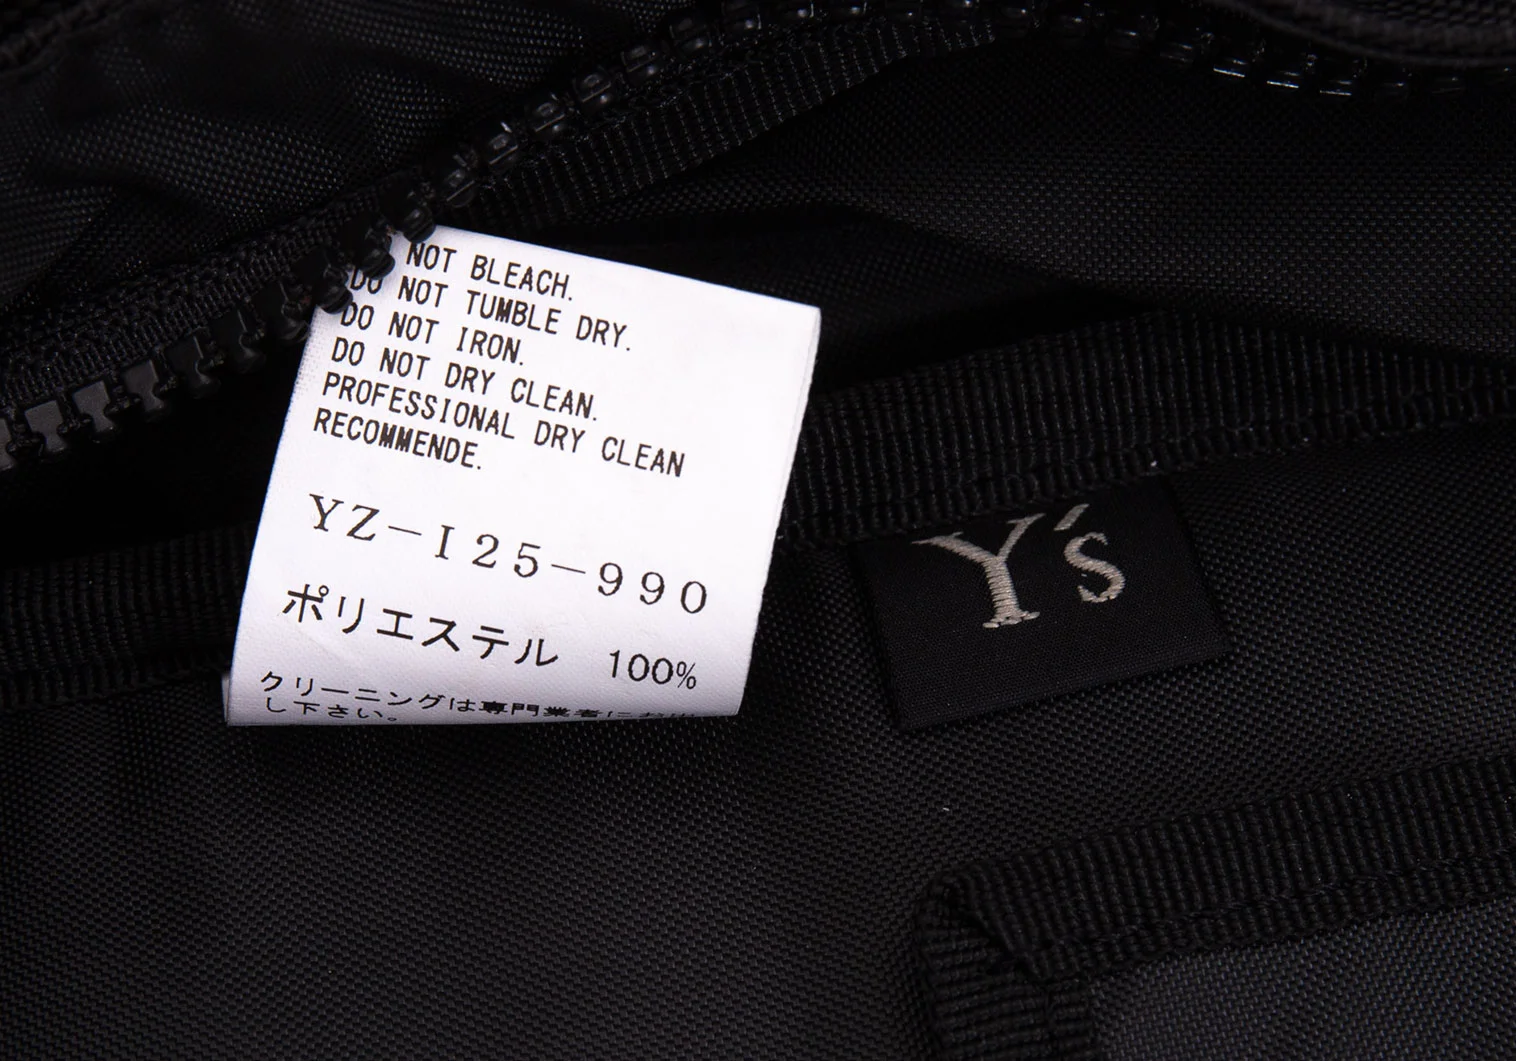 NOT BLEACH.
DO NOT TUMBLE DRY.
DO NOT IRON.
DO NOT DRY CLEAN.
PROFESSIONAL DRY CLEAN
RECOMMENDE.
YZ-I25-990
ポリエステル 100%
クリーニングは専門業者にお出
し下さい。
Y's